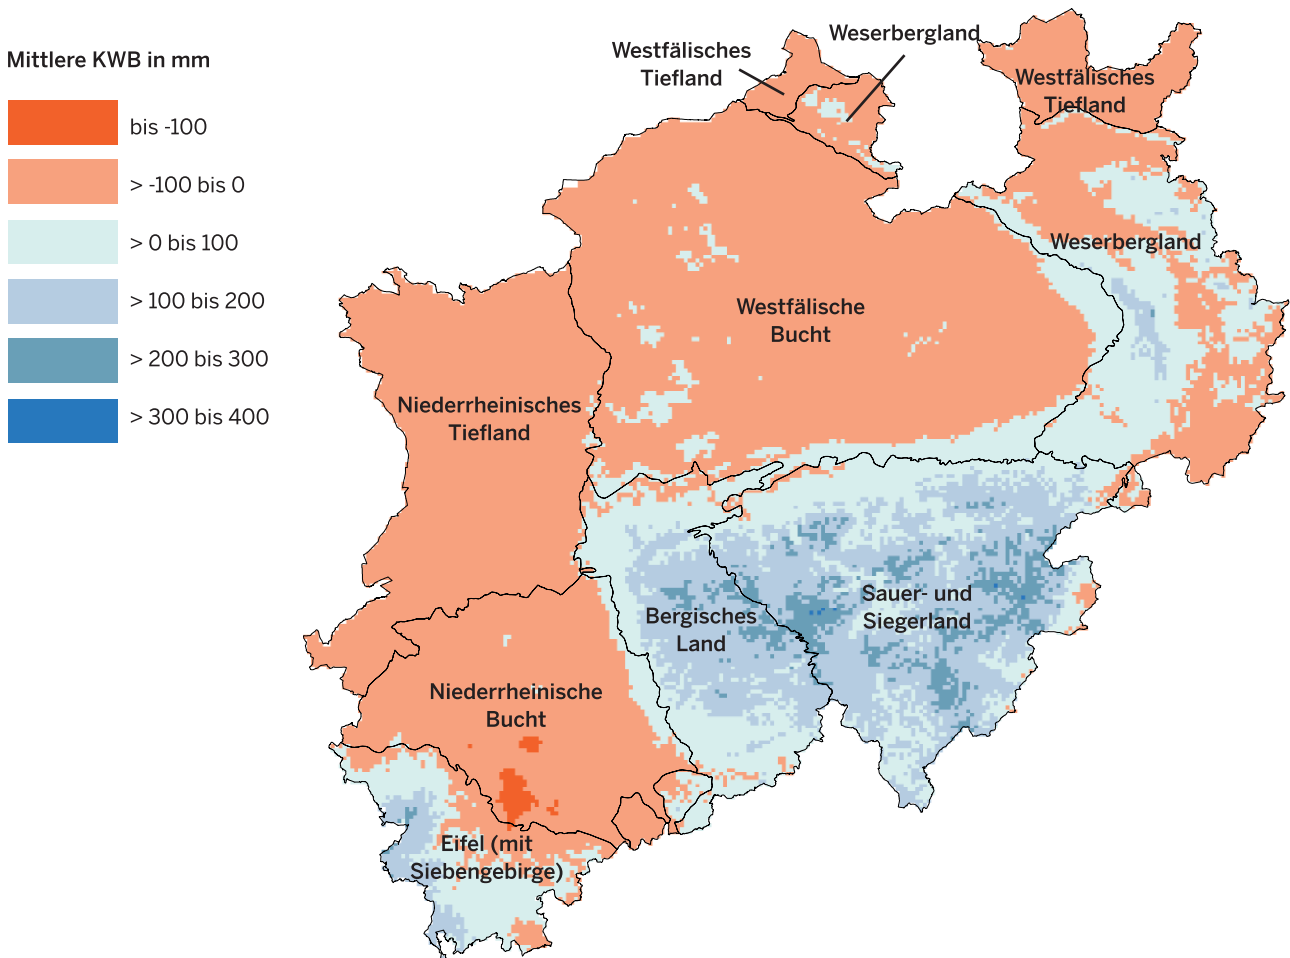 Mittlere KWB in mm
bis -100
> -100 bis 0
> 0 bis 100
> 100 bis 200
> 200 bis 300
> 300 bis 400
Westfälisches
Tiefland
Weserbergland
Westfälisches
Tiefland
Weserbergland
Westfälische
Bucht
Niederrheinisches
Tiefland
Sauer- und
Siegerland
Bergisches
Land
Niederrheinische
Bucht
Eifel (mit
Siebengebirge)